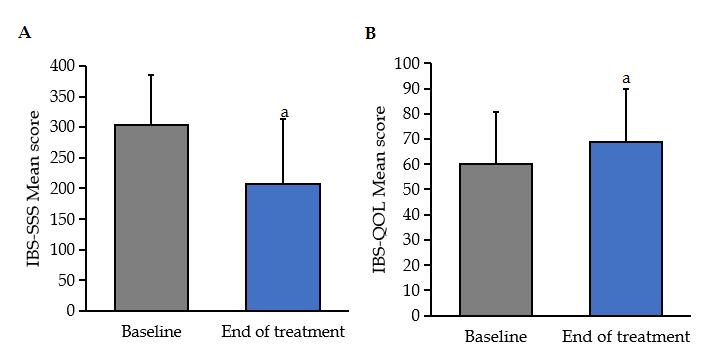 A
IBS-SSS Mean score
400
350
300
250
200
150
100
50
0
a
Baseline
End of treatment
B
IBS-QOL Mean score
100
90
80
70
60
50
40
30
20
10
0
a
Baseline
End of treatment